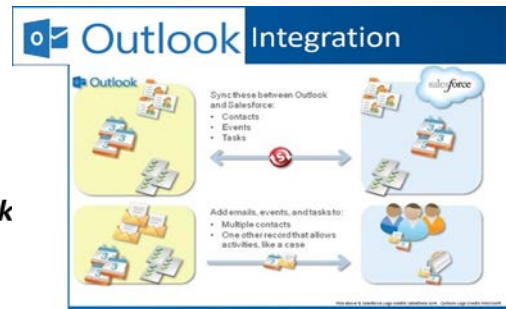 Outlook Integration
Outlook
salesforce
Sync these between Outlook
and Salesforce:
• Contacts
• Events
• Tasks
k
Add emails, events, and tasks to:
• Multiple contacts
• One other record that allows
activities, like a case